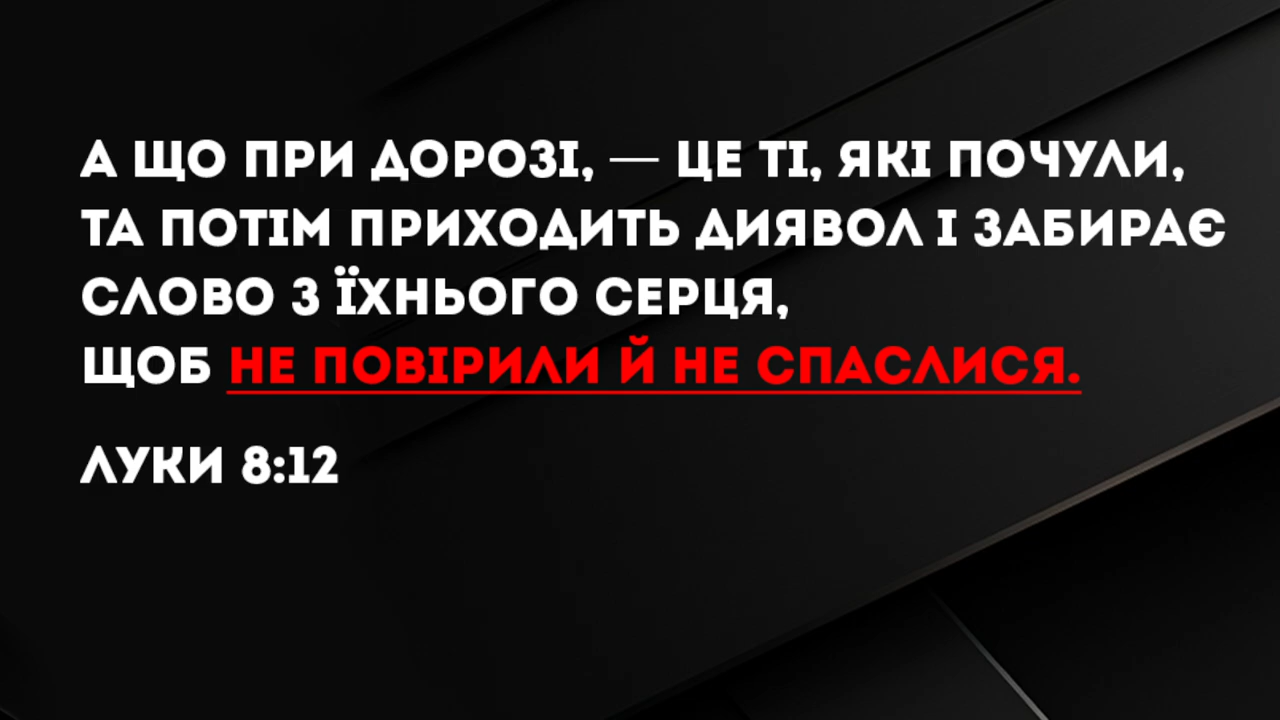 А ЩО ПРИ ДОРОЗІ, — ЦЕ ТІ, ЯКІ ПОЧУЛИ,
ТА ПОТІМ ПРИХОДИТЬ ДИЯВОЛ І ЗАБИРАЄ
СЛОВО З ЇХНЬОГО СЕРЦЯ,
ЩОБ НЕ ПОВІРИЛИ Й НЕ СПАСЛИСЯ.
ЛУКИ 8:12